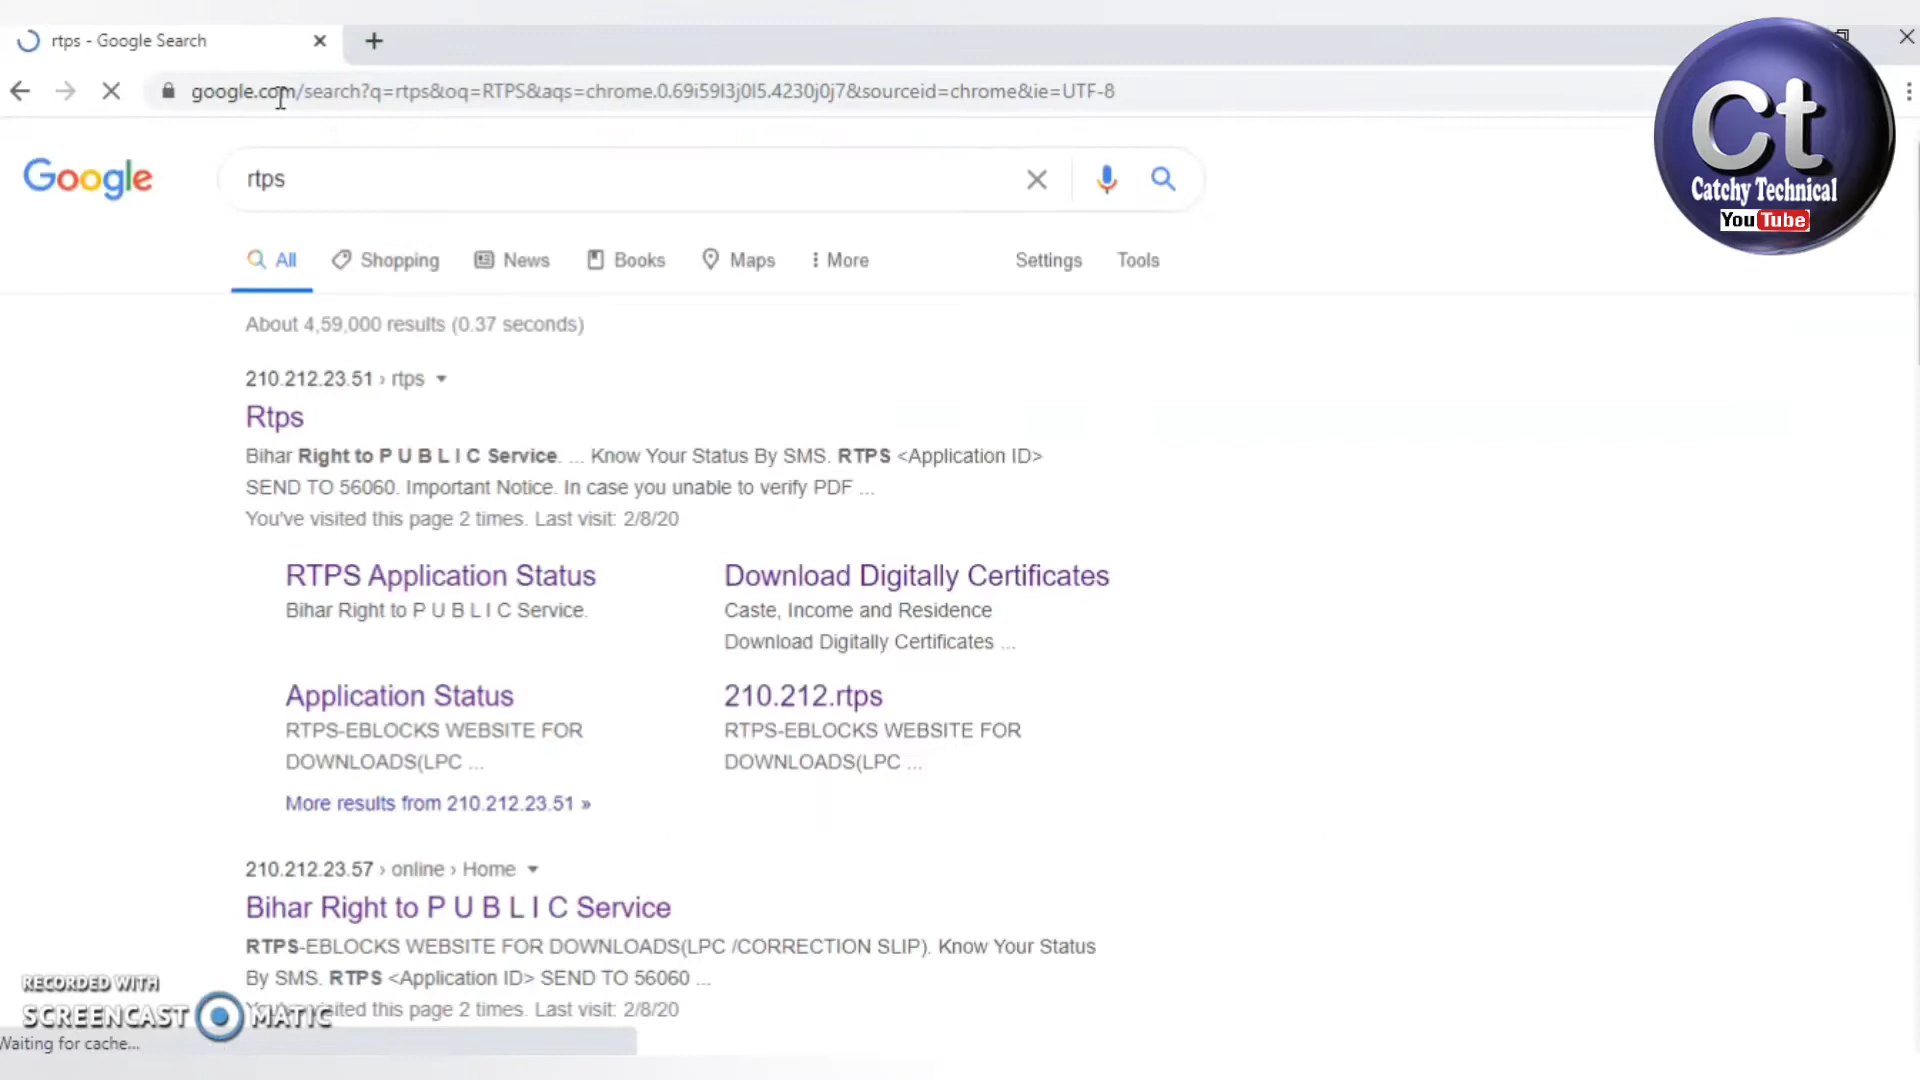 rtps - Google Search
google.com/search?q=rtps&oq=RTPS&aqs=chrome.0.69i59l3j0l5.4230j0j7&sourceid=chrome&ie=UTF-8
Ct
Catchy Technical
YouTube
Google
rtps
All
Shopping
News
Books
Maps
More
Settings
Tools
About 4,59,000 results (0.37 seconds)
210.212.23.51 › rtps
Rtps
Bihar Right to P U B L I C Service. ... Know Your Status By SMS. RTPS <Application ID>
SEND TO 56060. Important Notice. In case you unable to verify PDF ...
You've visited this page 2 times. Last visit: 2/8/20
RTPS Application Status
Bihar Right to P U B L I C Service.
Download Digitally Certificates
Caste, Income and Residence
Download Digitally Certificates ...
Application Status
RTPS-EBLOCKS WEBSITE FOR
DOWNLOADS(LPC ...
210.212.rtps
RTPS-EBLOCKS WEBSITE FOR
DOWNLOADS(LPC ...
More results from 210.212.23.51 »
210.212.23.57 › online › Home
Bihar Right to P U B L I C Service
RTPS-EBLOCKS WEBSITE FOR DOWNLOADS(LPC /CORRECTION SLIP). Know Your Status
By SMS. RTPS <Application ID> SEND TO 56060 ...
visited this page 2 times. Last visit: 2/8/20
RECORDED WITH
SCREENCAST MATIC
Waiting for cache...